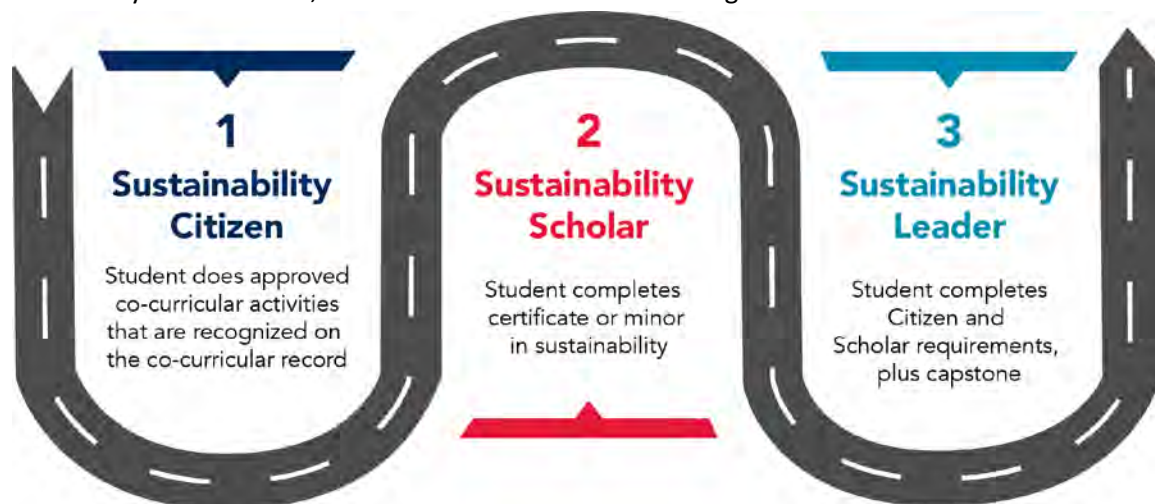 1
Sustainability
Citizen
Student does approved
co-curricular activities
that are recognized on
the co-curricular record
2
Sustainability
Scholar
Student completes
certificate or minor
in sustainability
3
Sustainability
Leader
Student completes
Citizen and
Scholar requirements,
plus capstone